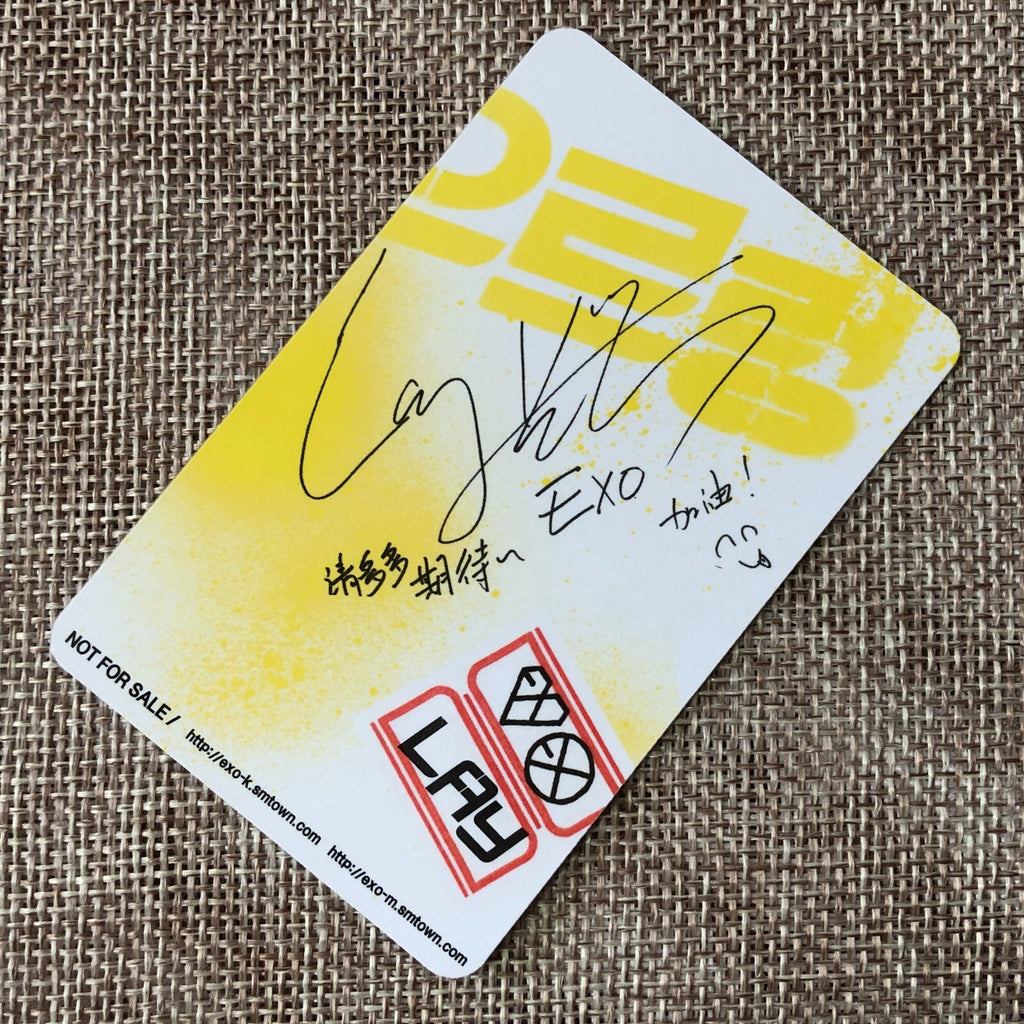 으르렁
Lay
EXO
加油!
请多多期待~
EXO
LAY
NOT FOR SALE / http://exo-k.smtown.com http://exo-m.smtown.com